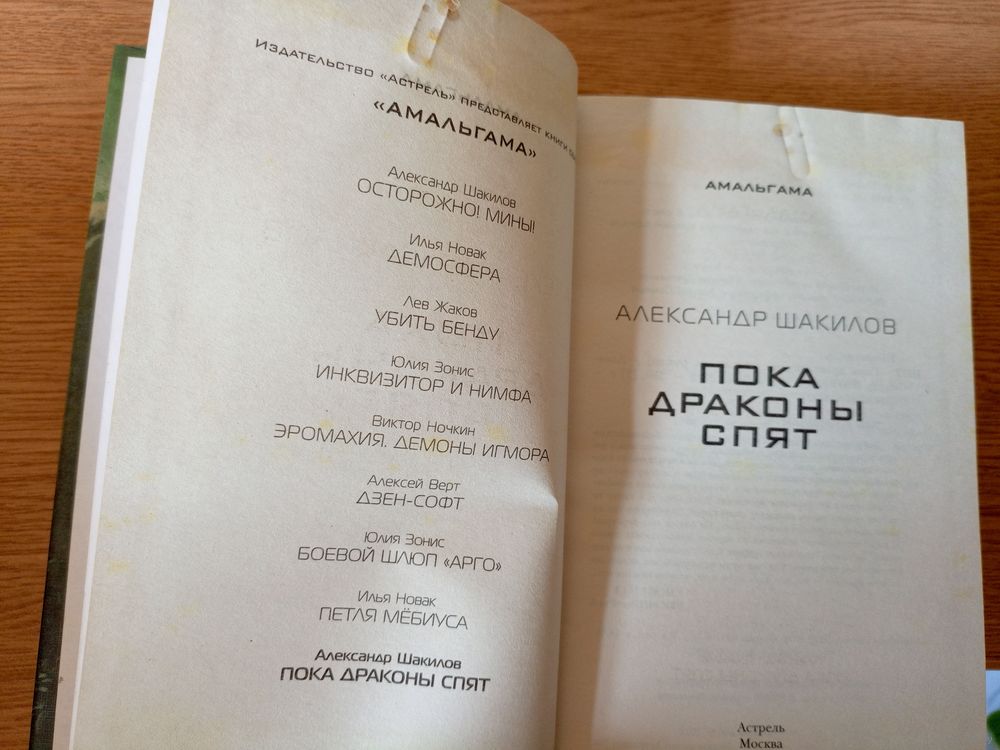 Издательство «Астрель» представляет книги
«АМАЛЬГАМА»
Александр Шакилов
ОСТОРОЖНО! МИНЫ!
Илья Новак
ДЕМОСФЕРА
Лев Жаков
УБИТЬ БЕНДУ
Юлия Зонис
ИНКВИЗИТОР И НИМФА
Виктор Ночкин
ЭРОМАХИЯ. ДЕМОНЫ ИГМОРА
Алексей Верт
ДЗЕН-СОФТ
Юлия Зонис
БОЕВОЙ ШЛЮП «АРГО»
Илья Новак
ПЕТЛЯ МЁБИУСА
Александр Шакилов
ПОКА ДРАКОНЫ СПЯТ
АМАЛЬГАМА
АЛЕКСАНДР ШАКИЛОВ
ПОКА
ДРАКОНЫ
СПЯТ
Астрель
Москва